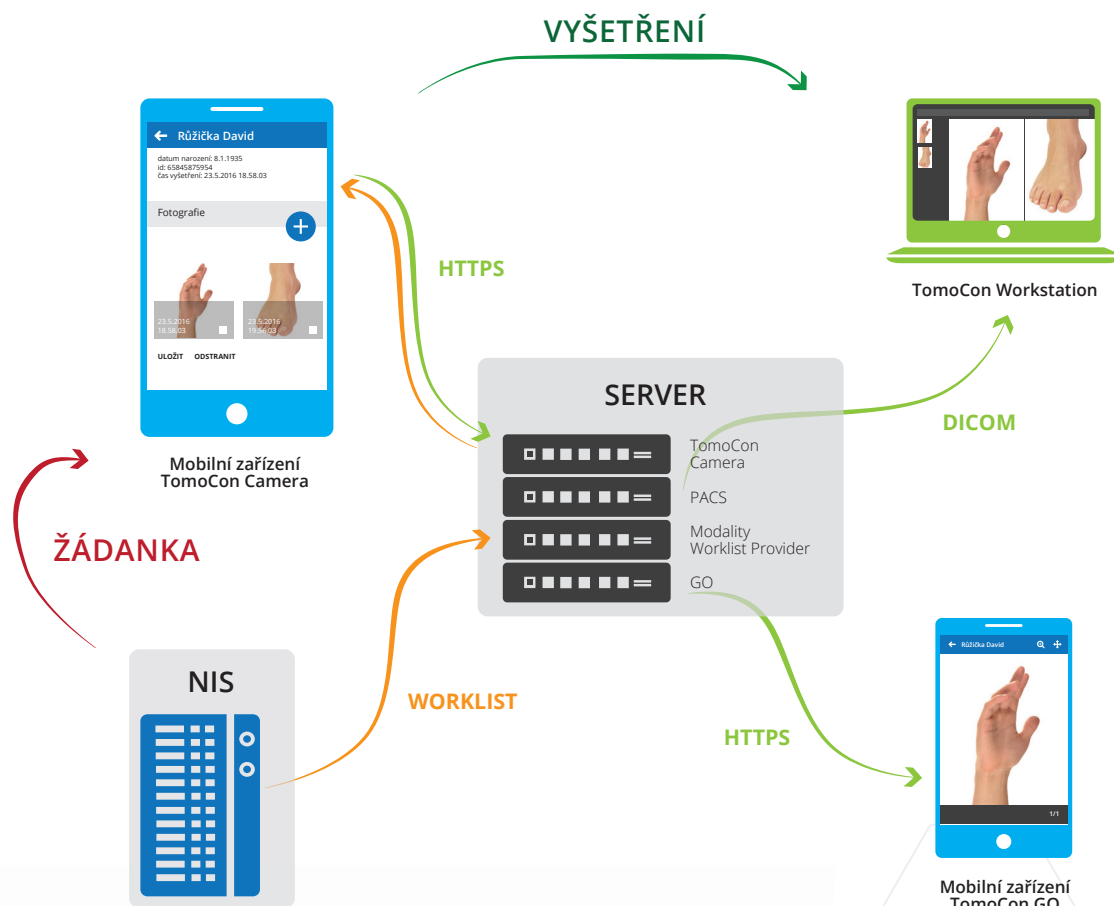 VYŠETŘENÍ
Růžička David
datum narození: 8.1.1935
id: 65845875954
čas vyšetření: 23.5.2016 18.58.03
Fotografie
23.5.2016
18.58.03
23.5.2016
19.56.03
ULOŽIT ODSTRANIT
Mobilní zařízení
TomoCon Camera
HTTPS
TomoCon Workstation
SERVER
TomoCon
Camera
PACS
Modality
Worklist Provider
GO
DICOM
ŽÁDANKA
NIS
WORKLIST
HTTPS
Růžička David
1/1
Mobilní zařízení
TomoCon GO